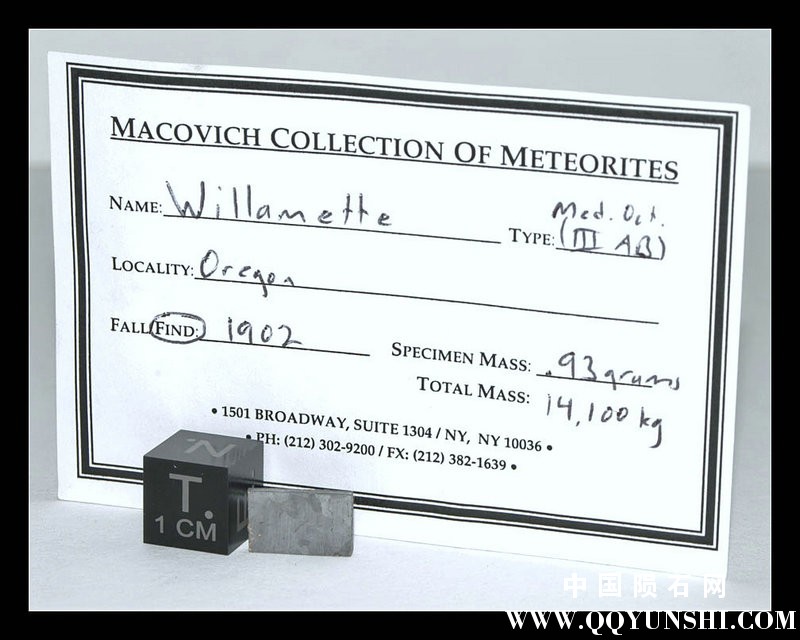 MACOVICH COLLECTION OF METEORITES
NAME: Willamette
TYPE: Med. Oct. (III AB)
LOCALITY: Oregon
FALL/FIND: 1902
SPECIMEN MASS: .93 grams
TOTAL MASS: 14,100 kg
• 1501 BROADWAY, SUITE 1304 / NY, NY 10036 •
• PH: (212) 302-9200 / FX: (212) 382-1639 •
N
T.
1 CM
中国陨石网
WWW.QQYUNSHI.COM